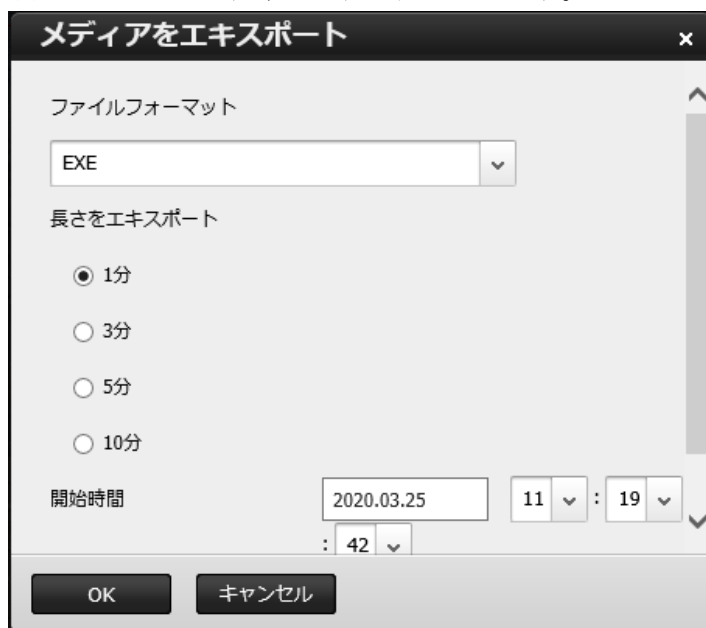 メディアをエキスポート ×
ファイルフォーマット
EXE
長さをエキスポート
1分
3分
5分
10分
開始時間 2020.03.25 11 : 19
: 42
OK キャンセル